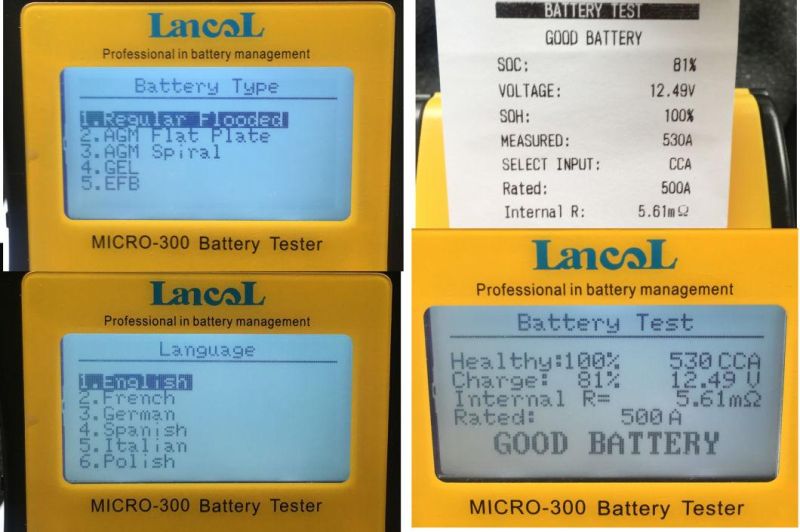 Lancol
Professional in battery management
Battery Type
1.Regular Flooded
2.AGM Flat Plate
3.AGM Spiral
4.GEL
5.EFB
MICRO-300 Battery Tester
Lancol
Professional in battery management
Language
1.English
2.French
3.German
4.Spanish
5.Italian
6.Polish
MICRO-300 Battery Tester
BATTERY TEST
GOOD BATTERY
SOC: 81%
VOLTAGE: 12.49V
SOH: 100%
MEASURED: 530A
SELECT INPUT: CCA
Rated: 500A
Internal R: 5.61mΩ
Lancol
Professional in battery management
Battery Test
Healthy:100% 530 CCA
Charge: 81% 12.49 V
Internal R= 5.61mΩ
Rated: 500 A
GOOD BATTERY
MICRO-300 Battery Tester